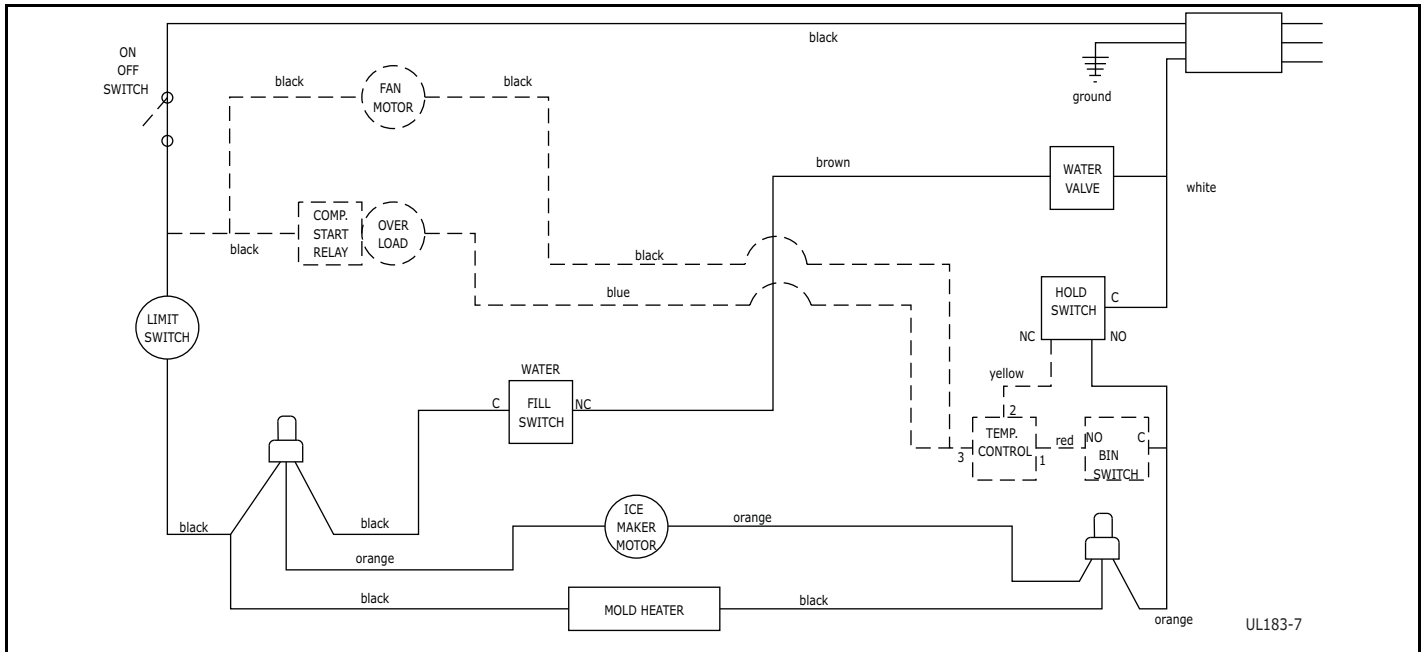 black
ON
OFF
SWITCH
black
FAN
MOTOR
black
ground
brown
WATER
VALVE
white
COMP.
START
RELAY
OVER
LOAD
black
black
blue
HOLD
SWITCH
C
NC
NO
LIMIT
SWITCH
yellow
WATER
C
FILL
SWITCH
NC
2
TEMP.
CONTROL
3
1
red
NO
C
BIN
SWITCH
black
black
orange
ICE
MAKER
MOTOR
orange
black
MOLD HEATER
black
orange
UL183-7